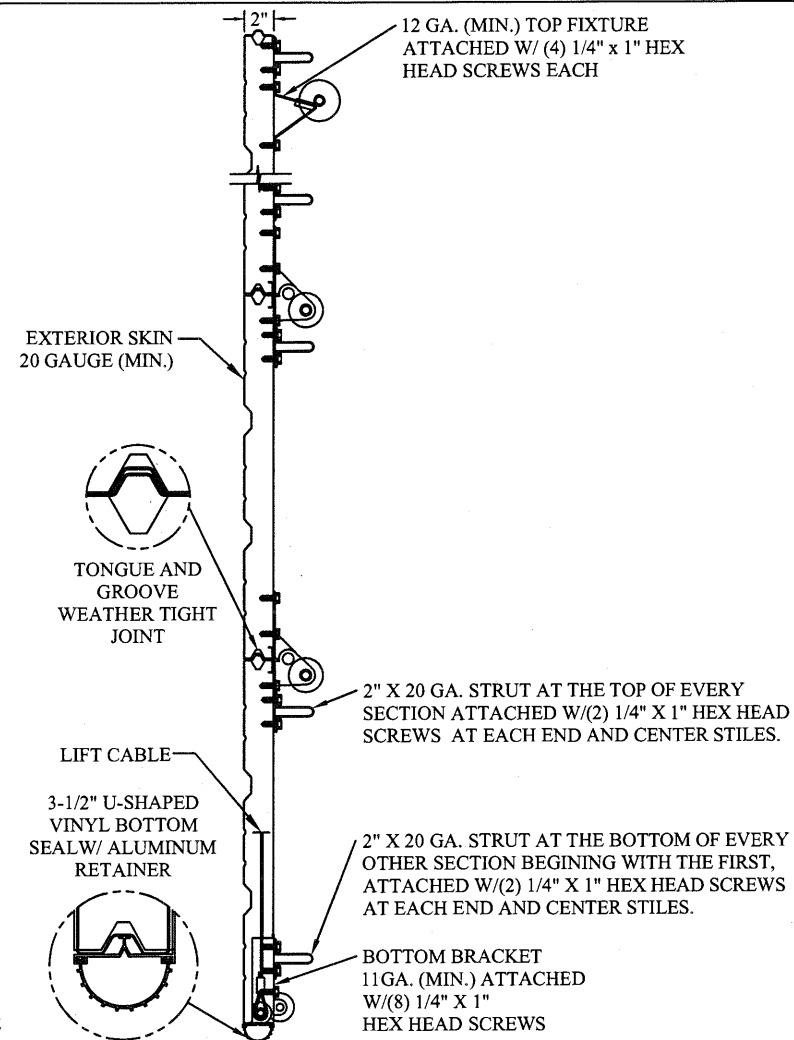 2"
12 GA. (MIN.) TOP FIXTURE
ATTACHED W/ (4) 1/4" x 1" HEX
HEAD SCREWS EACH
EXTERIOR SKIN
20 GAUGE (MIN.)
TONGUE AND
GROOVE
WEATHER TIGHT
JOINT
2" X 20 GA. STRUT AT THE TOP OF EVERY
SECTION ATTACHED W/(2) 1/4" X 1" HEX HEAD
SCREWS AT EACH END AND CENTER STILES.
LIFT CABLE
3-1/2" U-SHAPED
VINYL BOTTOM
SEALW/ ALUMINUM
RETAINER
2" X 20 GA. STRUT AT THE BOTTOM OF EVERY
OTHER SECTION BEGINING WITH THE FIRST,
ATTACHED W/(2) 1/4" X 1" HEX HEAD SCREWS
AT EACH END AND CENTER STILES.
BOTTOM BRACKET
11GA. (MIN.) ATTACHED
W/(8) 1/4" X 1"
HEX HEAD SCREWS